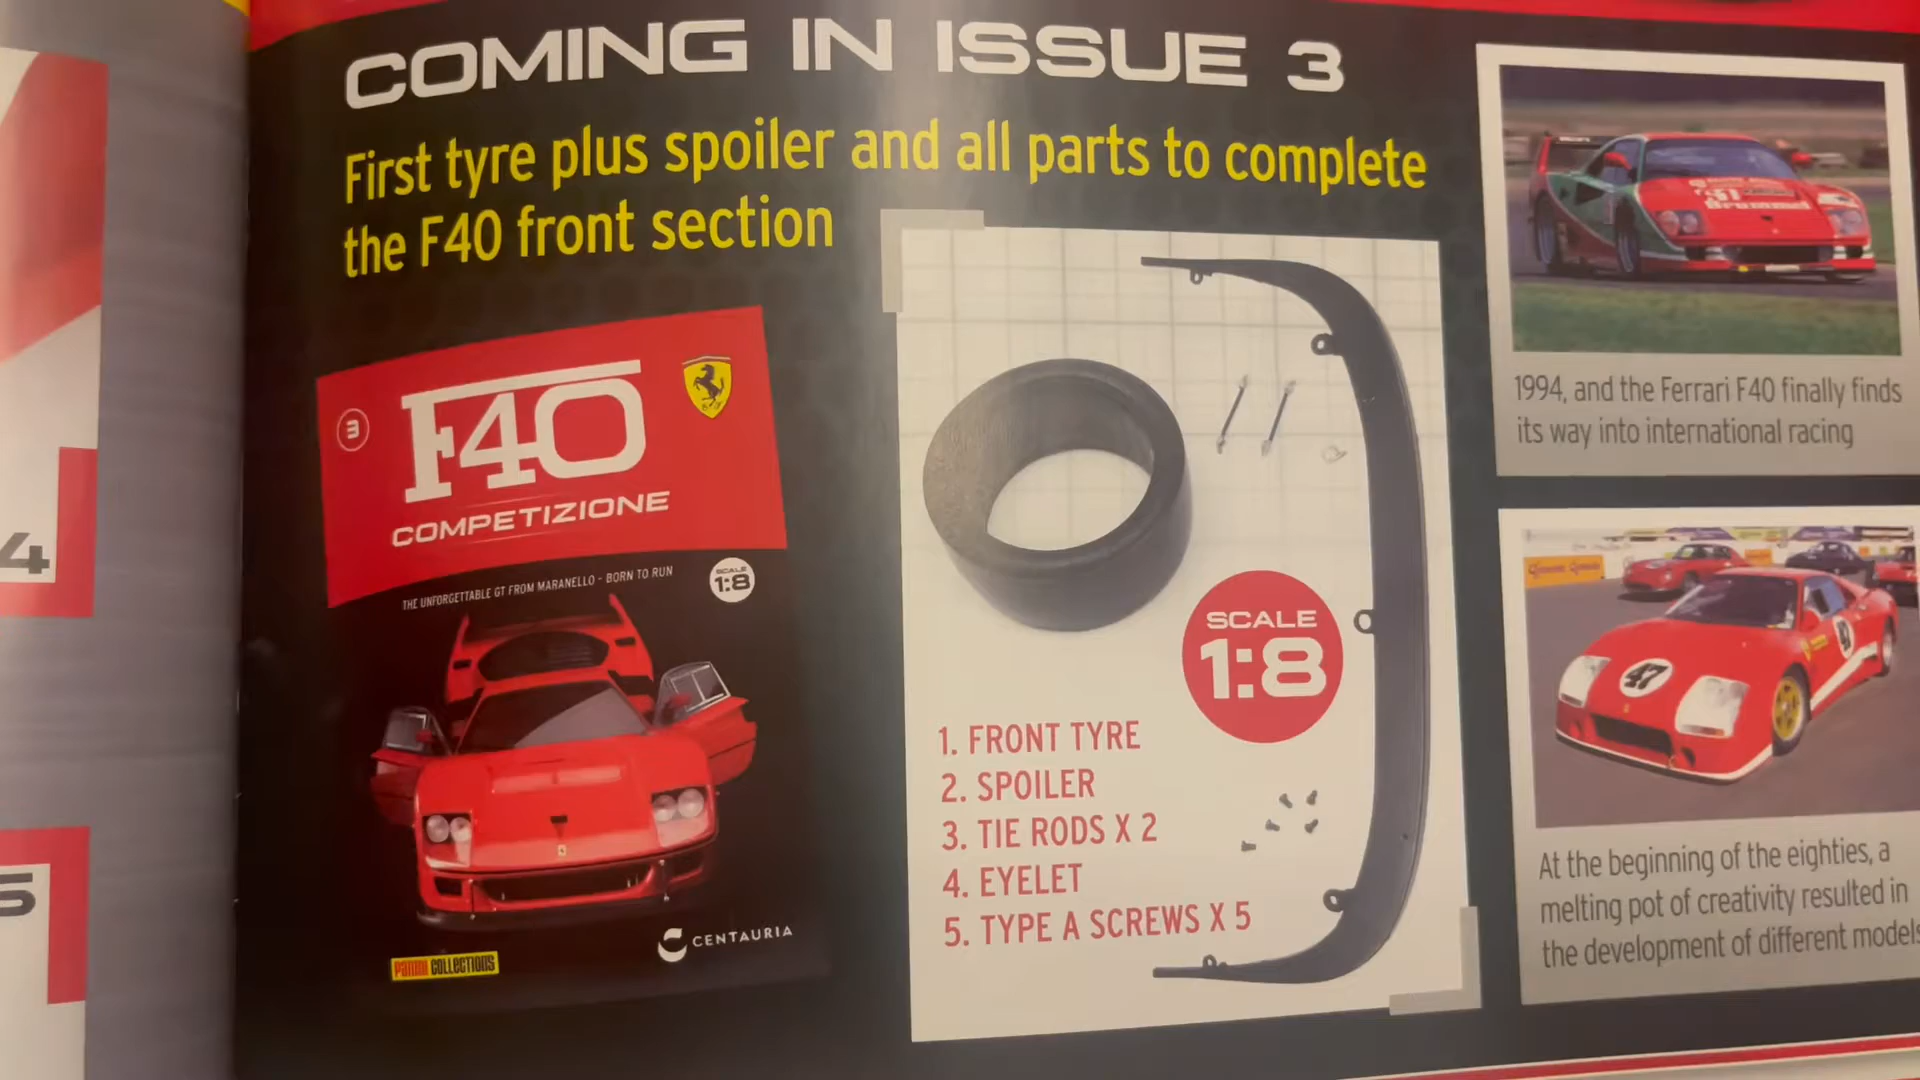 COMING IN ISSUE 3
First tyre plus spoiler and all parts to complete
the F40 front section
3
F40
COMPETIZIONE
THE UNFORGETTABLE GT FROM MARANELLO - BORN TO RUN
SCALE
1:8
PANINI COLLECTIONS
CENTAURIA
SCALE
1:8
1. FRONT TYRE
2. SPOILER
3. TIE RODS X 2
4. EYELET
5. TYPE A SCREWS X 5
1994, and the Ferrari F40 finally finds
its way into international racing
47
At the beginning of the eighties, a
melting pot of creativity resulted in
the development of different models
4
5